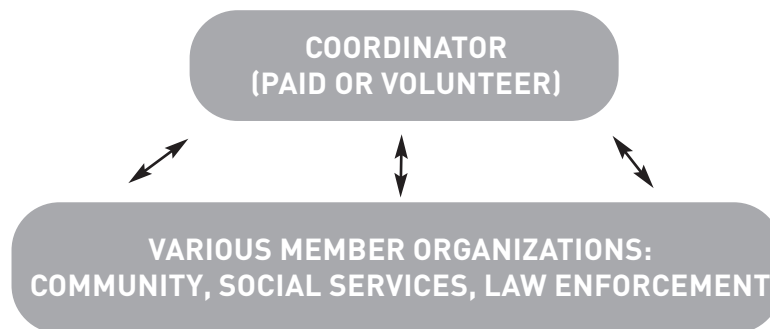 COORDINATOR
(PAID OR VOLUNTEER)
VARIOUS MEMBER ORGANIZATIONS:
COMMUNITY, SOCIAL SERVICES, LAW ENFORCEMENT